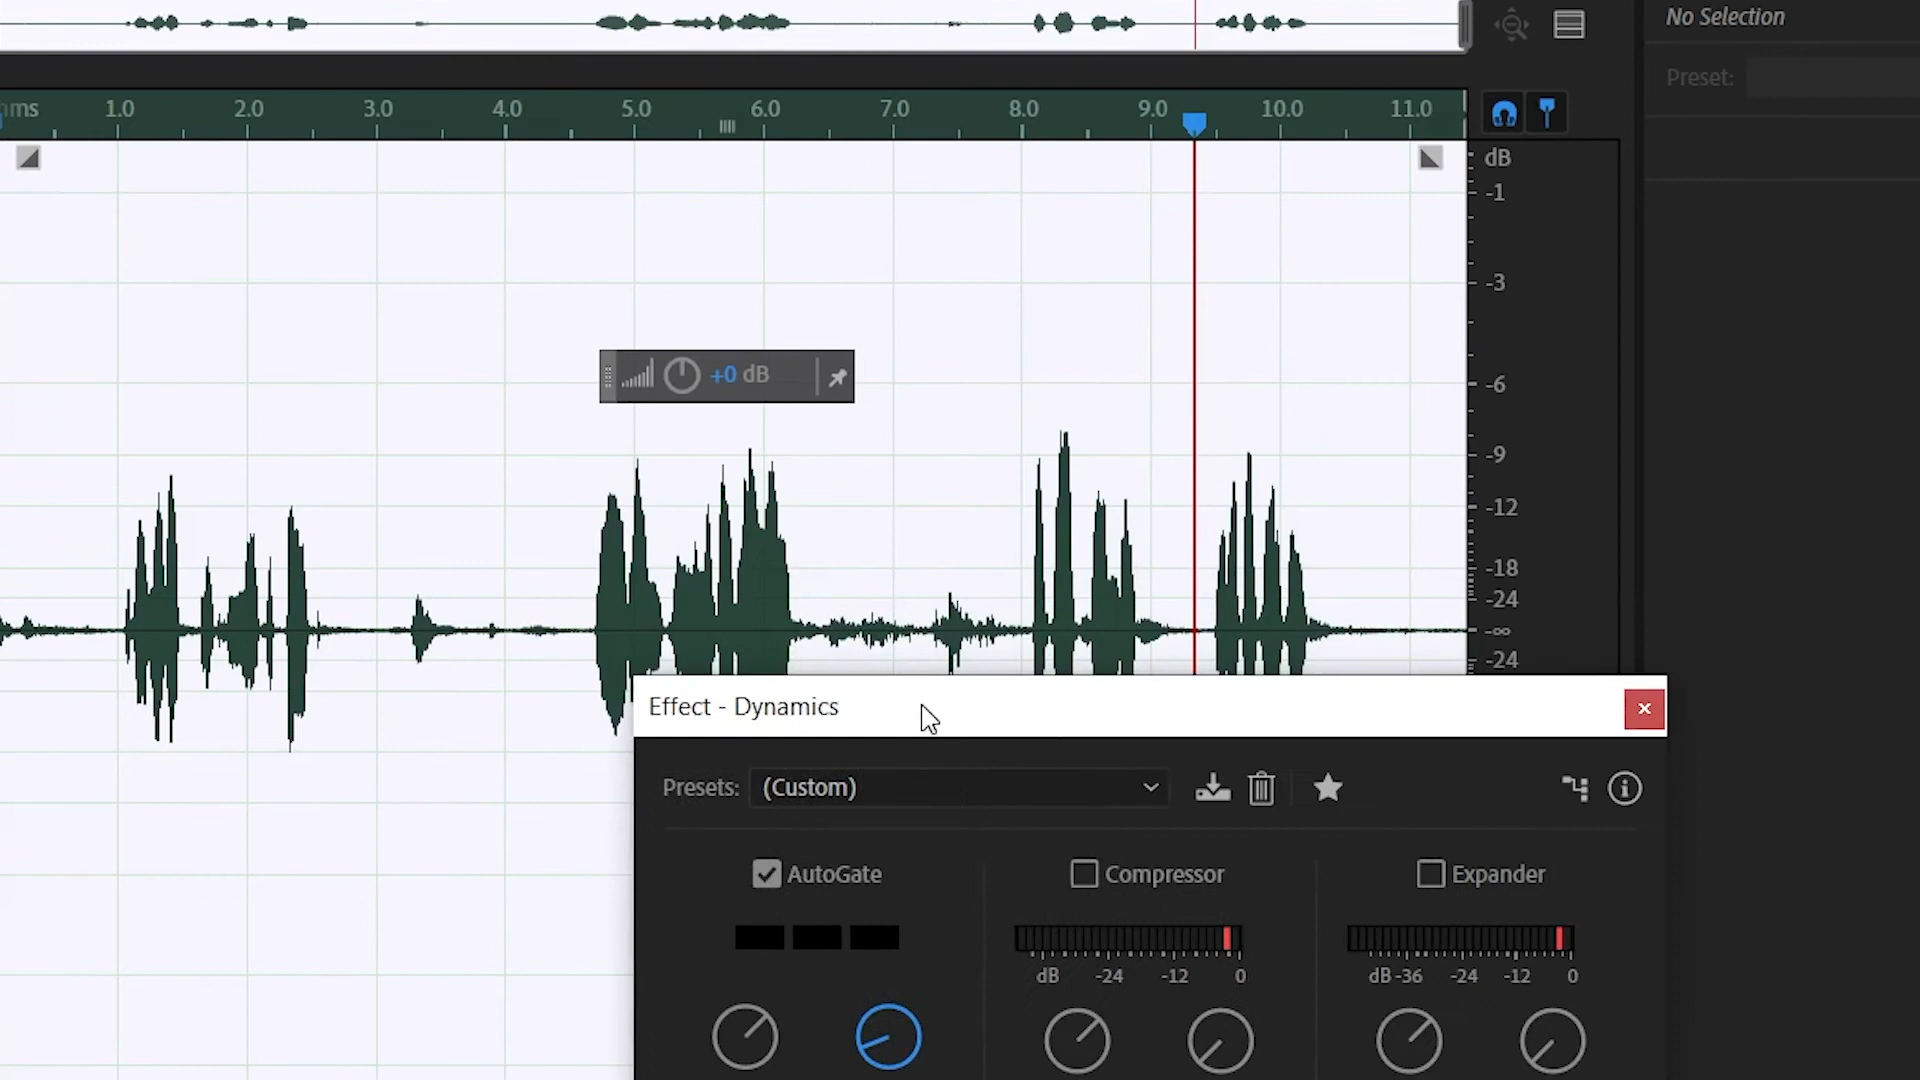 No Selection
Preset:
hms 1.0 2.0 3.0 4.0 5.0 6.0 7.0 8.0 9.0 10.0 11.0
dB
-1
-3
+0 dB
-6
-9
-12
-18
-24
-∞
-24
Effect - Dynamics
Presets: (Custom)
AutoGate Compressor Expander
dB -24 -12 0 dB -36 -24 -12 0